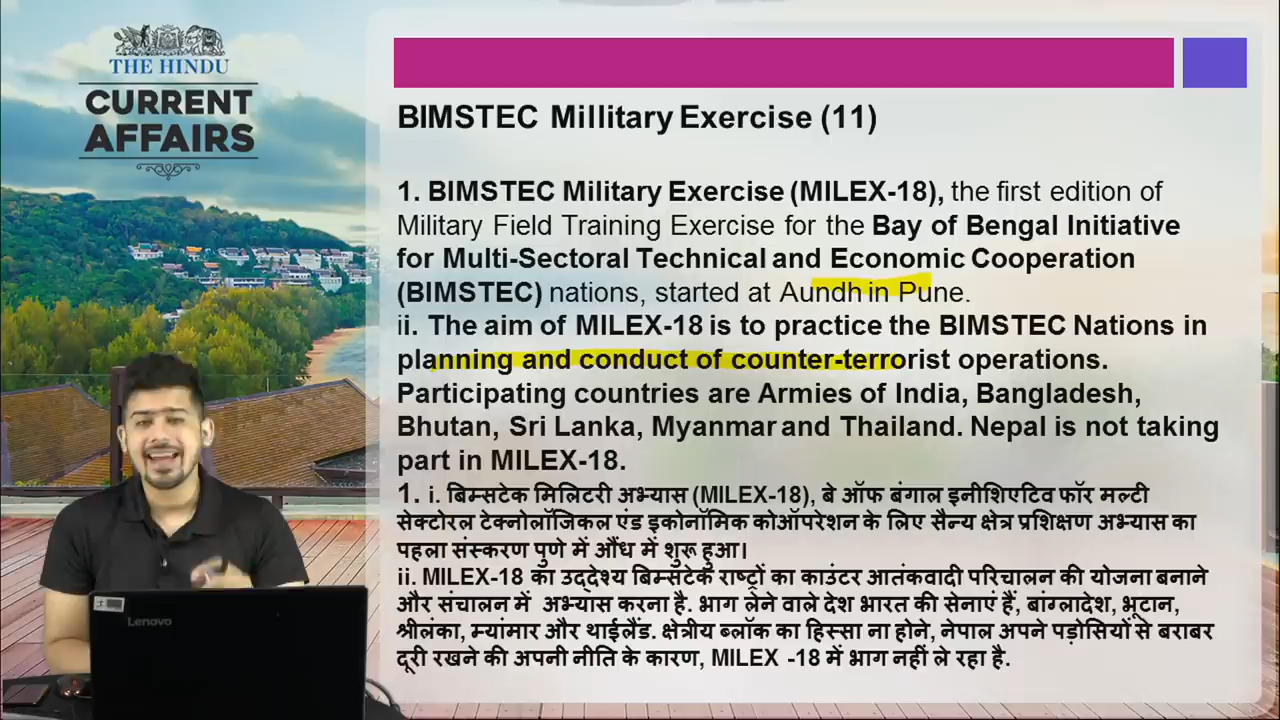 THE HINDU
CURRENT
AFFAIRS
BIMSTEC Millitary Exercise (11)
1. BIMSTEC Military Exercise (MILEX-18), the first edition of
Military Field Training Exercise for the Bay of Bengal Initiative
for Multi-Sectoral Technical and Economic Cooperation
(BIMSTEC) nations, started at Aundh in Pune.
ii. The aim of MILEX-18 is to practice the BIMSTEC Nations in
planning and conduct of counter-terrorist operations.
Participating countries are Armies of India, Bangladesh,
Bhutan, Sri Lanka, Myanmar and Thailand. Nepal is not taking
part in MILEX-18.
1. i. बिम्सटेक मिलिटरी अभ्यास (MILEX-18), बे ऑफ बंगाल इनीशिएटिव फॉर मल्टी
सेक्टोरल टेक्नोलॉजिकल एंड इकोनॉमिक कोऑपरेशन के लिए सैन्य क्षेत्र प्रशिक्षण अभ्यास का
पहला संस्करण पुणे में औंध में शुरू हुआ।
ii. MILEX-18 का उद्देश्य बिम्सटेक राष्ट्रों का काउंटर आतंकवादी परिचालन की योजना बनाने
और संचालन में अभ्यास करना है. भाग लेने वाले देश भारत की सेनाएं हैं, बांग्लादेश, भूटान,
श्रीलंका, म्यांमार और थाईलैंड. क्षेत्रीय ब्लॉक का हिस्सा ना होने, नेपाल अपने पड़ोसियों से बराबर
दूरी रखने की अपनी नीति के कारण, MILEX -18 में भाग नहीं ले रहा है.
Lenovo